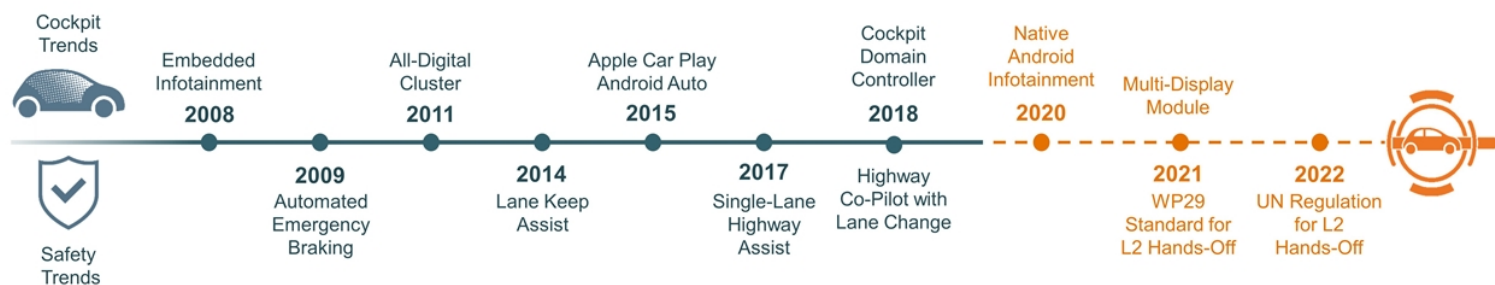 Cockpit
Trends
Embedded
Infotainment
2008
All-Digital
Cluster
2011
Apple Car Play
Android Auto
2015
Cockpit
Domain
Controller
2018
Native
Android
Infotainment
2020
Multi-Display
Module
Safety
Trends
2009
Automated
Emergency
Braking
2014
Lane Keep
Assist
2017
Single-Lane
Highway
Assist
Highway
Co-Pilot with
Lane Change
2021
WP29
Standard for
L2 Hands-Off
2022
UN Regulation
for L2
Hands-Off